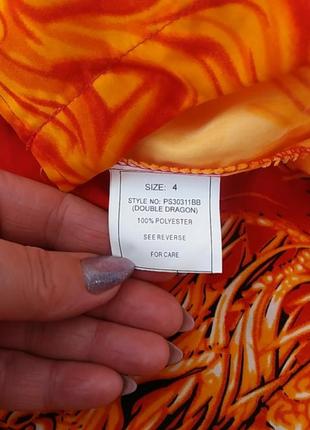 SIZE: 4
STYLE NO: PS30311BB
(DOUBLE DRAGON)
100% POLYESTER
SEE REVERSE
FOR CARE